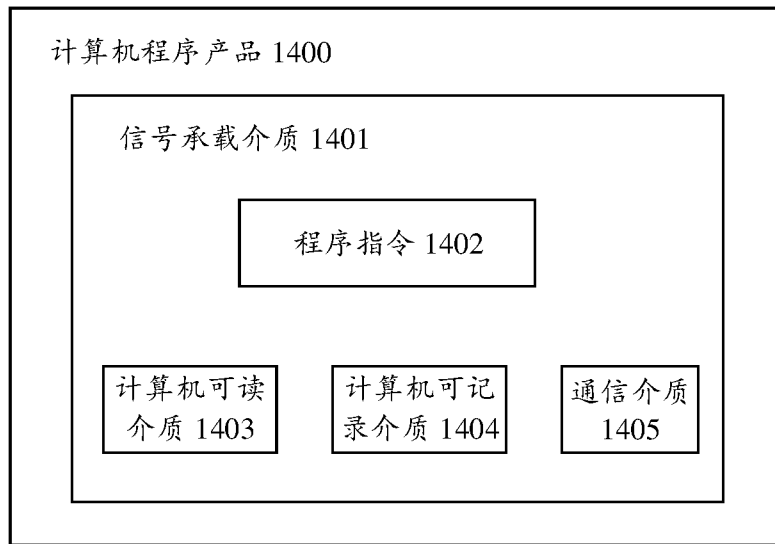 计算机程序产品 1400
信号承载介质 1401
程序指令 1402
计算机可读
介质 1403
计算机可记
录介质 1404
通信介质
1405